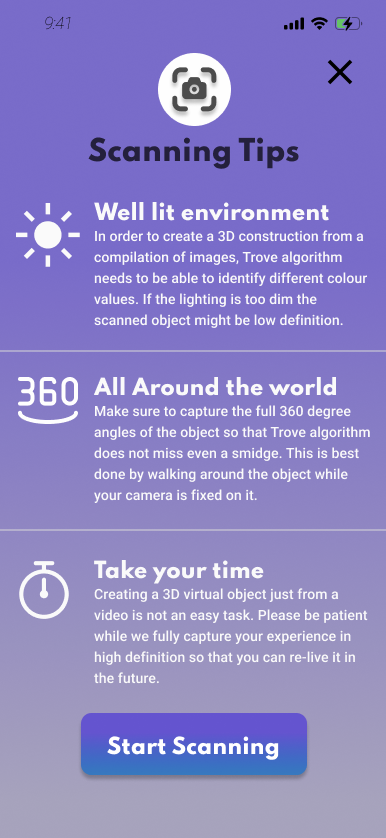 9:41
Scanning Tips
Well lit environment
In order to create a 3D construction from a
compilation of images, Trove algorithm
needs to be able to identify different colour
values. If the lighting is too dim the
scanned object might be low definition.
360
All Around the world
Make sure to capture the full 360 degree
angles of the object so that Trove algorithm
does not miss even a smidge. This is best
done by walking around the object while
your camera is fixed on it.
Take your time
Creating a 3D virtual object just from a
video is not an easy task. Please be patient
while we fully capture your experience in
high definition so that you can re-live it in
the future.
Start Scanning